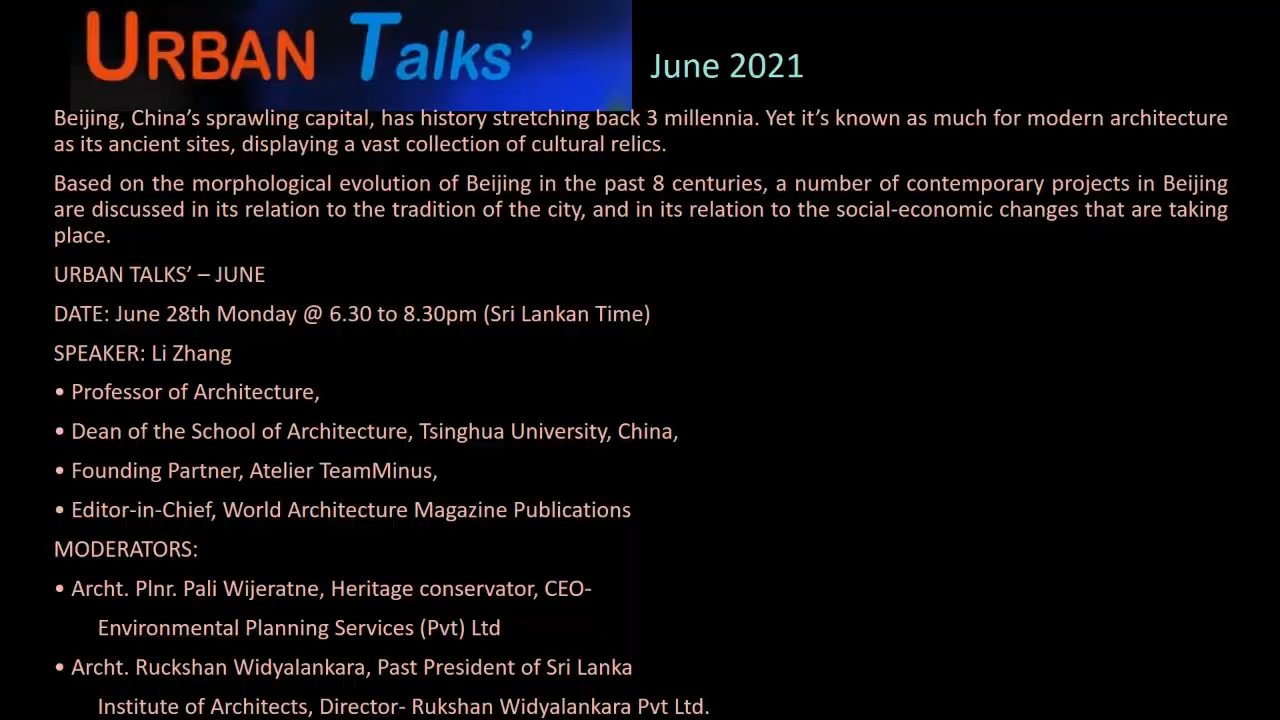 URBAN Talks’
June 2021
Beijing, China’s sprawling capital, has history stretching back 3 millennia. Yet it’s known as much for modern architecture
as its ancient sites, displaying a vast collection of cultural relics.
Based on the morphological evolution of Beijing in the past 8 centuries, a number of contemporary projects in Beijing
are discussed in its relation to the tradition of the city, and in its relation to the social-economic changes that are taking
place.
URBAN TALKS’ – JUNE
DATE: June 28th Monday @ 6.30 to 8.30pm (Sri Lankan Time)
SPEAKER: Li Zhang
• Professor of Architecture,
• Dean of the School of Architecture, Tsinghua University, China,
• Founding Partner, Atelier TeamMinus,
• Editor-in-Chief, World Architecture Magazine Publications
MODERATORS:
• Archt. Plnr. Pali Wijeratne, Heritage conservator, CEO-
Environmental Planning Services (Pvt) Ltd
• Archt. Ruckshan Widyalankara, Past President of Sri Lanka
Institute of Architects, Director- Rukshan Widyalankara Pvt Ltd.